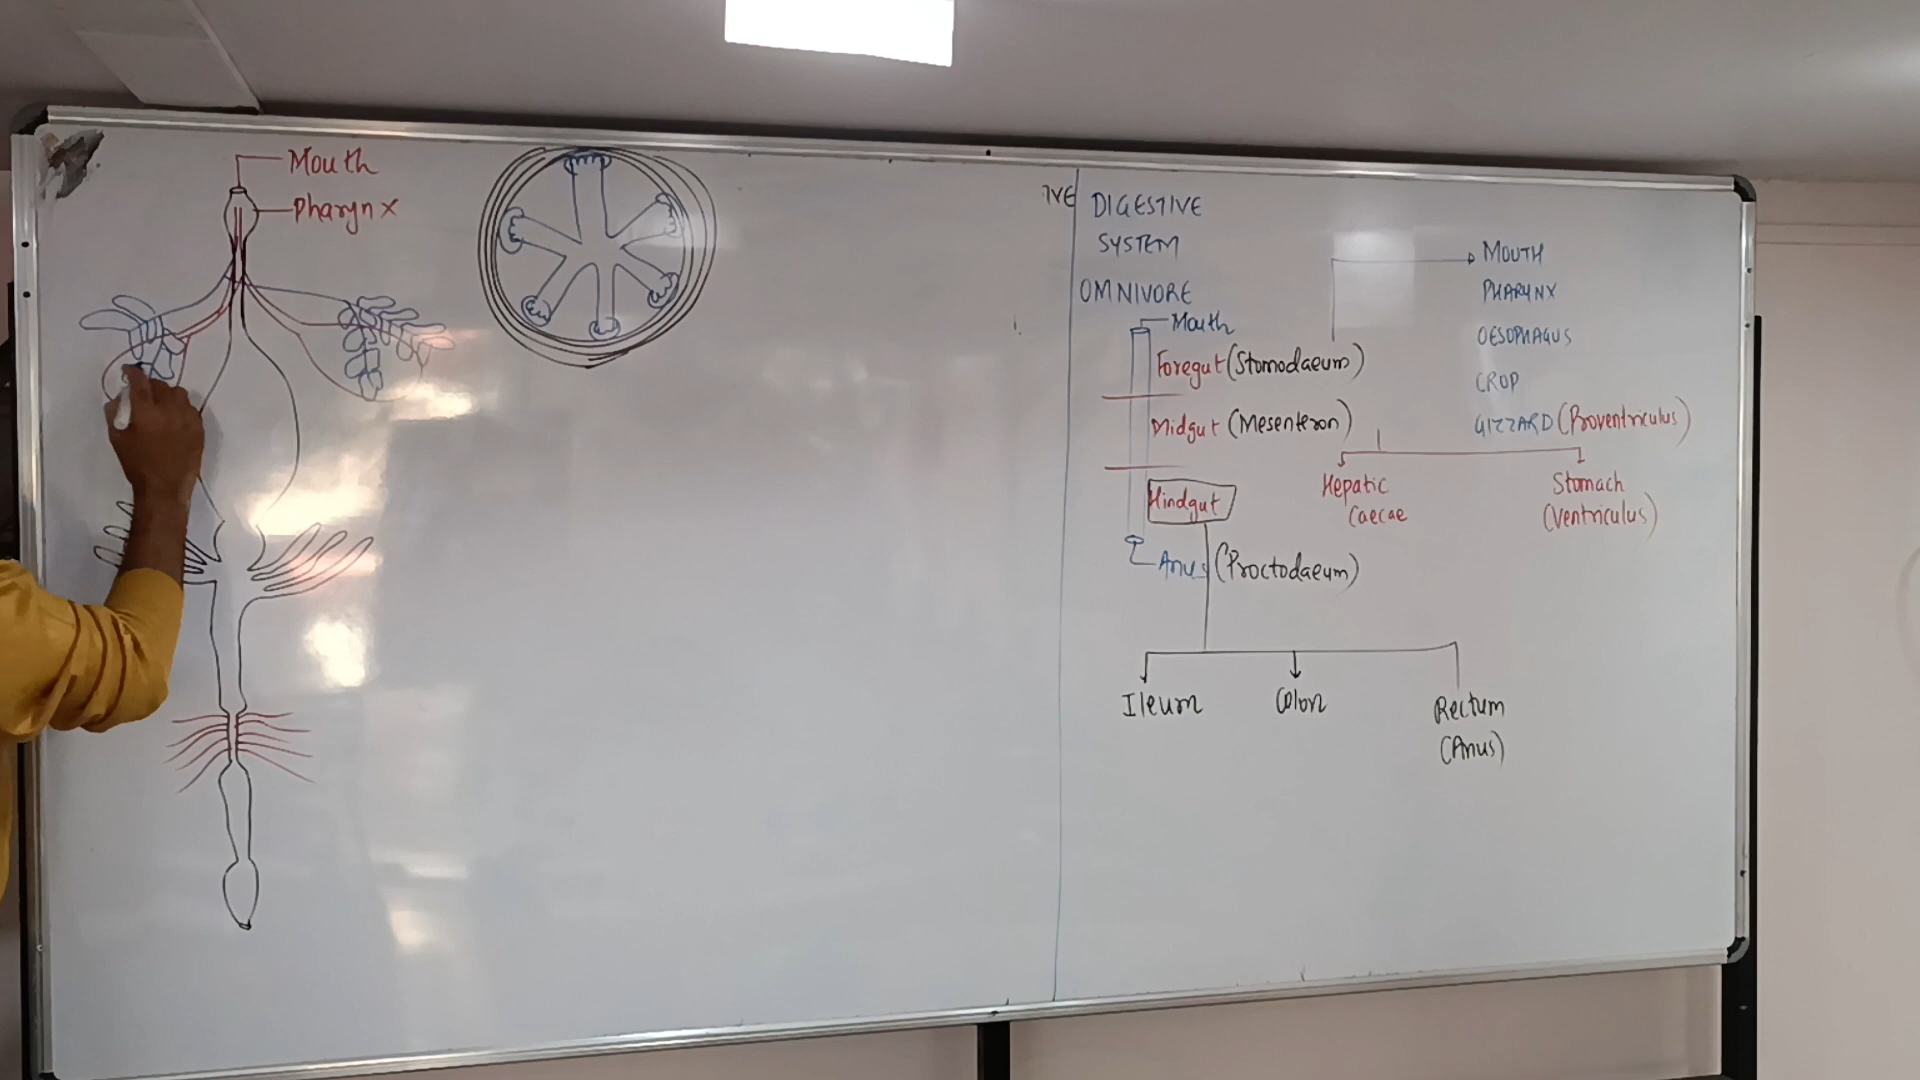 Mouth
Pharynx
IVE
DIGESTIVE
SYSTEM
OMNIVORE
Mouth
Foregut (Stomodaeum)
Midgut (Mesenteron)
Hindgut
Anus (Proctodaeum)
Ileum
Colon
Rectum
(Anus)
MOUTH
PHARYNX
OESOPHAGUS
CROP
GIZZARD (Proventriculus)
Hepatic
Caecae
Stomach
(Ventriculus)